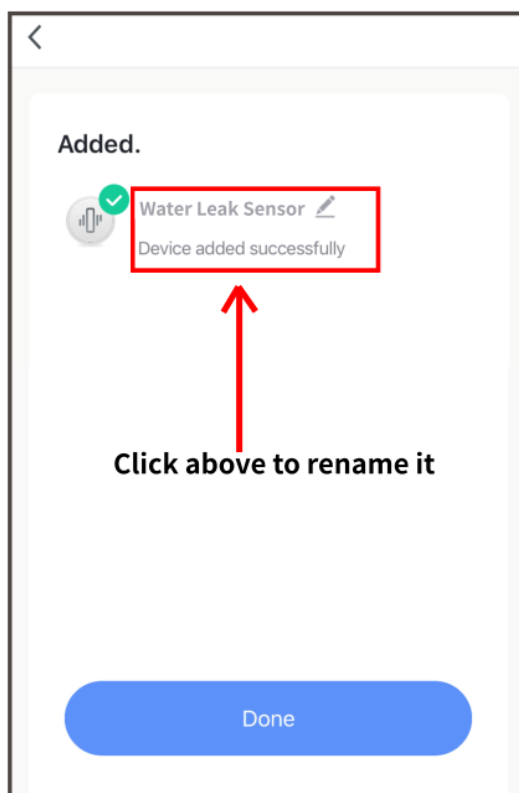 Added.
Water Leak Sensor
Device added successfully
Click above to rename it
Done